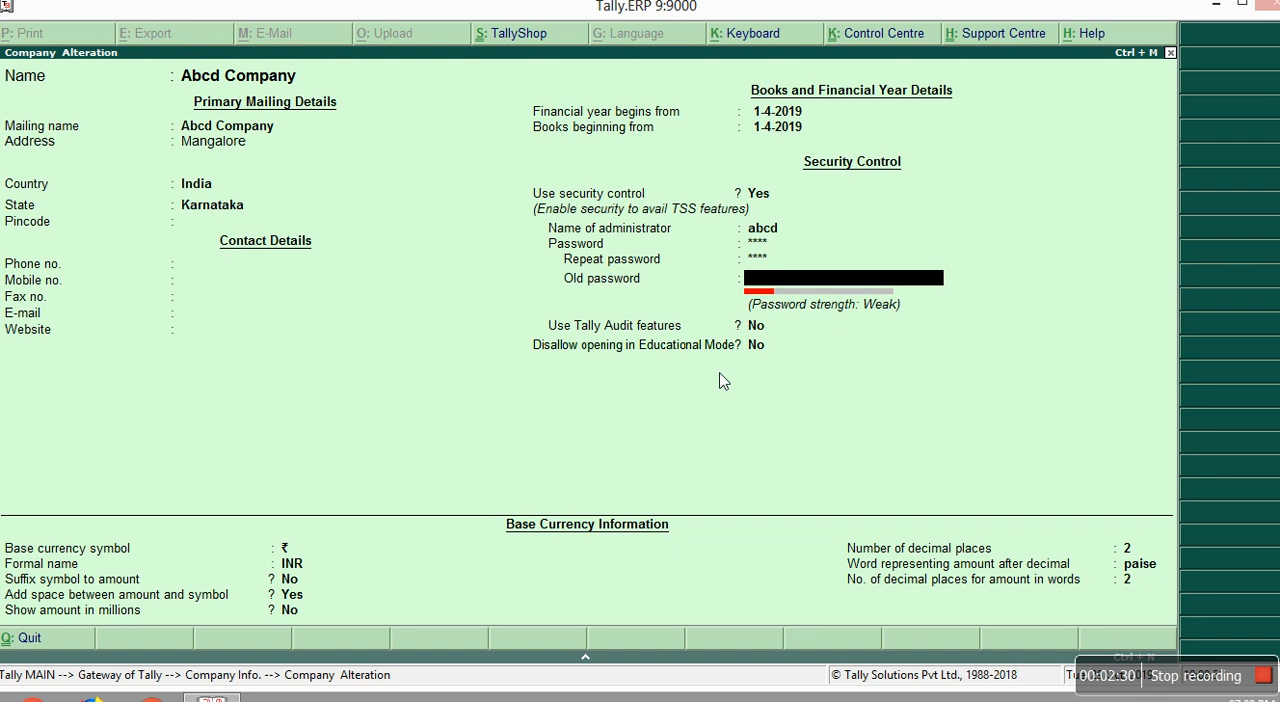 Tally.ERP 9:9000
P: Print E: Export M: E-Mail O: Upload S: TallyShop G: Language K: Keyboard K: Control Centre H: Support Centre H: Help
Company Alteration Ctrl + M
Name : Abcd Company
Primary Mailing Details
Mailing name : Abcd Company
Address : Mangalore
Country : India
State : Karnataka
Pincode :
Contact Details
Phone no. :
Mobile no. :
Fax no. :
E-mail :
Website :
Books and Financial Year Details
Financial year begins from : 1-4-2019
Books beginning from : 1-4-2019
Security Control
Use security control ? Yes
(Enable security to avail TSS features)
Name of administrator : abcd
Password : ****
Repeat password : ****
Old password :
(Password strength: Weak)
Use Tally Audit features ? No
Disallow opening in Educational Mode? No
Base Currency Information
Base currency symbol : ₹
Formal name : INR
Suffix symbol to amount ? No
Add space between amount and symbol ? Yes
Show amount in millions ? No
Number of decimal places : 2
Word representing amount after decimal : paise
No. of decimal places for amount in words : 2
Q: Quit
Ctrl + N
Tally MAIN --> Gateway of Tally --> Company Info. --> Company Alteration © Tally Solutions Pvt Ltd., 1988-2018
00:02:30 Stop recording